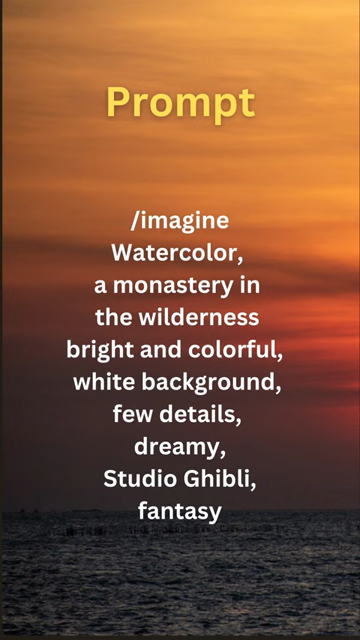 Prompt
/imagine
Watercolor,
a monastery in
the wilderness
bright and colorful,
white background,
few details,
dreamy,
Studio Ghibli,
fantasy